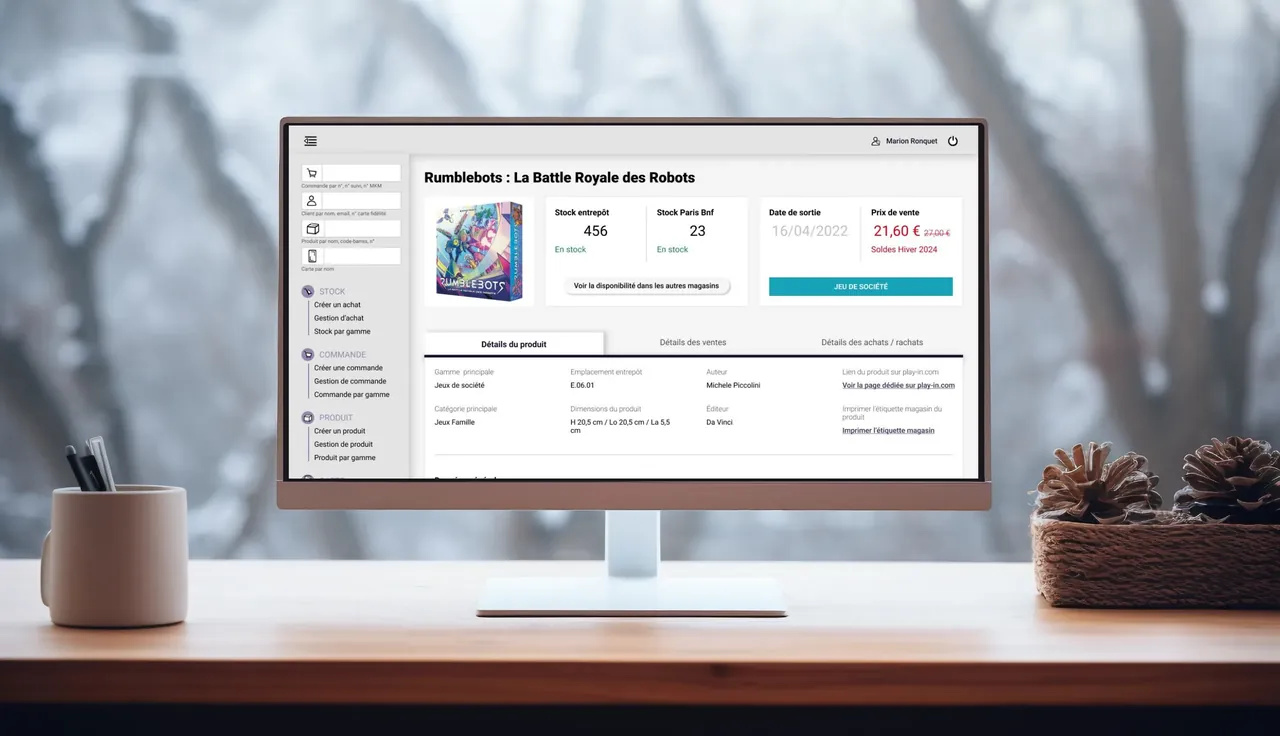 Marion Ronquet
Commande par n°, n° suivi, n° MKM
Client par nom, email, n° carte fidélité
Produit par nom, code barres, n°
Carte par nom
STOCK
Créer un achat
Gestion d'achat
Stock par gamme
COMMANDE
Créer une commande
Gestion de commande
Commande par gamme
PRODUIT
Créer un produit
Gestion de produit
Produit par gamme
Rumblebots : La Battle Royale des Robots
RUMBLEBOTS
RUMBLEBOTS
Stock entrepôt
456
En stock
Stock Paris Bnf
23
En stock
Voir la disponibilité dans les autres magasins
Date de sortie
16/04/2022
Prix de vente
21,60 € 27,00 €
Soldes Hiver 2024
JEU DE SOCIÉTÉ
Détails du produit
Détails des ventes
Détails des achats / rachats
Gamme principale
Jeux de société
Emplacement entrepôt
E.06.01
Auteur
Michele Piccolini
Lien du produit sur play-in.com
Voir la page dédiée sur play-in.com
Catégorie principale
Jeux Famille
Dimensions du produit
H 20,5 cm / Lo 20,5 cm / La 5,5
cm
Éditeur
Da Vinci
Imprimer l'étiquette magasin du
produit
Imprimer l'étiquette magasin